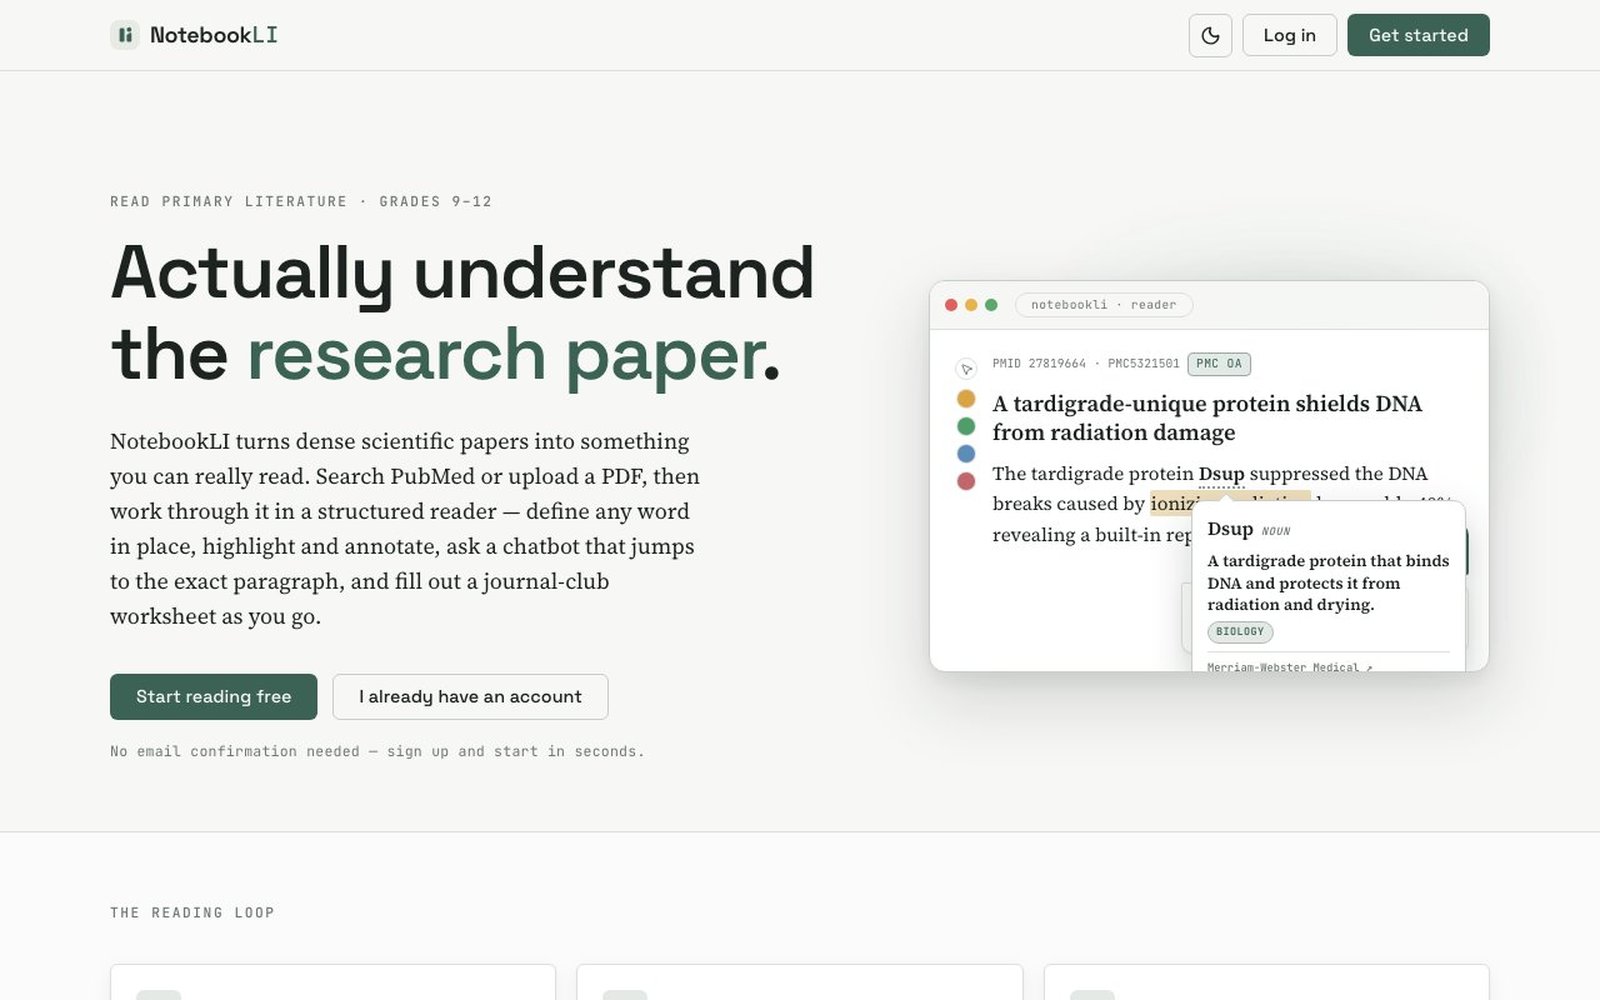 NotebookLI
Log in
Get started
READ PRIMARY LITERATURE · GRADES 9–12
Actually understand
the research paper.
NotebookLI turns dense scientific papers into something
you can really read. Search PubMed or upload a PDF, then
work through it in a structured reader — define any word
in place, highlight and annotate, ask a chatbot that jumps
to the exact paragraph, and fill out a journal-club
worksheet as you go.
Start reading free
I already have an account
No email confirmation needed — sign up and start in seconds.
notebookli · reader
PMID 27819664 · PMC5321501 PMC OA
A tardigrade-unique protein shields DNA
from radiation damage
The tardigrade protein Dsup suppressed the DNA
breaks caused by
revealing a built-in
Dsup NOUN
A tardigrade protein that binds
DNA and protects it from
radiation and drying.
BIOLOGY
Merriam-Webster Medical ↗
THE READING LOOP